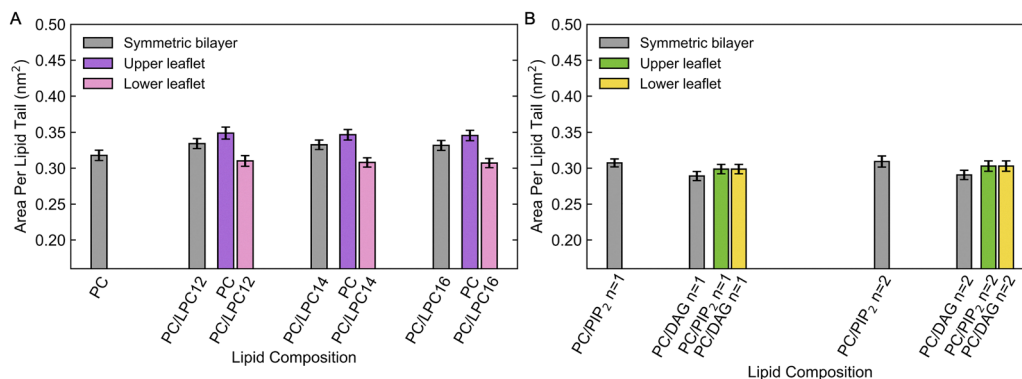 A
0.50
0.45
0.40
0.35
0.30
0.25
0.20
Area Per Lipid Tail (nm²)
Symmetric bilayer
Upper leaflet
Lower leaflet
PC
PC/LPC12
PC
PC/LPC12
PC/LPC14
PC
PC/LPC14
PC/LPC16
PC
PC/LPC16
Lipid Composition
B
0.50
0.45
0.40
0.35
0.30
0.25
0.20
Area Per Lipid Tail (nm²)
Symmetric bilayer
Upper leaflet
Lower leaflet
PC/PIP₂ n=1
PC/DAG n=1
PC/PIP₂ n=1
PC/DAG n=1
PC/PIP₂ n=2
PC/DAG n=2
PC/PIP₂ n=2
PC/DAG n=2
Lipid Composition